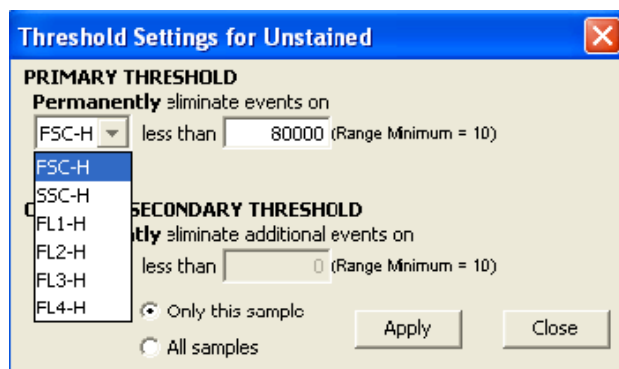 Threshold Settings for Unstained
PRIMARY THRESHOLD
Permanently eliminate events on
FSC-H less than 80000 (Range Minimum = 10)
FSC-H
SSC-H
FL1-H
FL2-H
FL3-H
FL4-H
SECONDARY THRESHOLD
eliminate additional events on
less than 0 (Range Minimum = 10)
Only this sample
All samples
Apply
Close